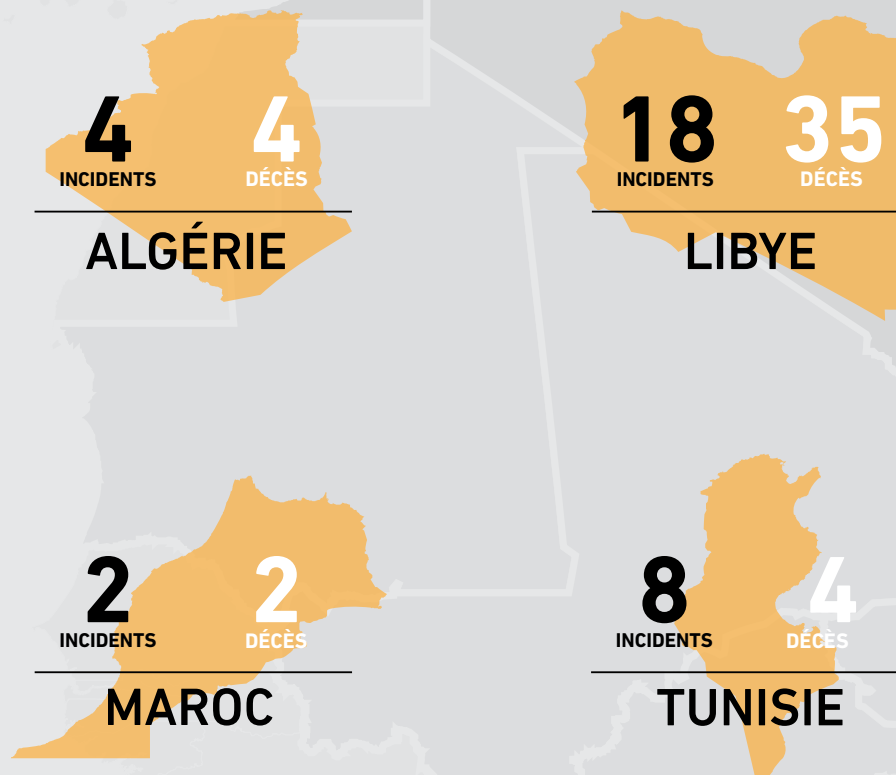 4 4
INCIDENTS DÉCÈS
ALGÉRIE
18 35
INCIDENTS DÉCÈS
LIBYE
2 2
INCIDENTS DÉCÈS
MAROC
8 4
INCIDENTS DÉCÈS
TUNISIE